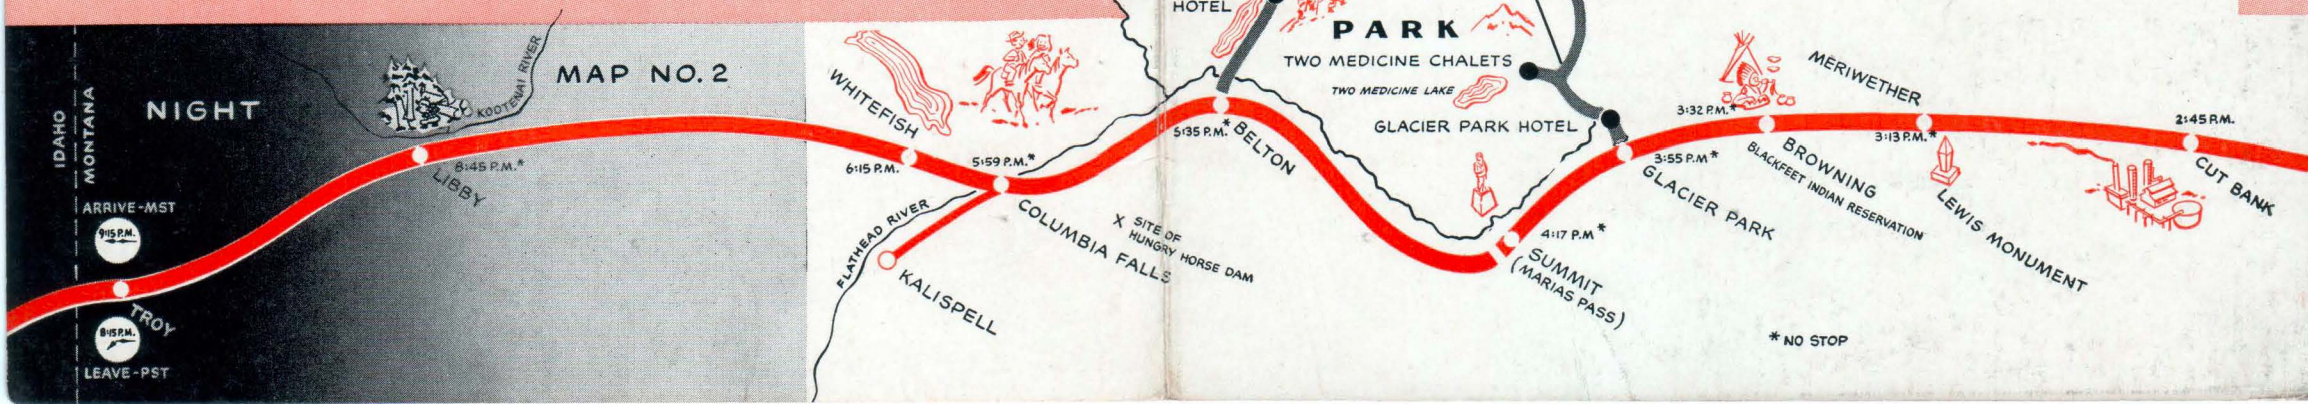 HOTEL
PARK
TWO MEDICINE CHALETS
TWO MEDICINE LAKE
GLACIER PARK HOTEL
MAP NO. 2
NIGHT
IDAHO
MONTANA
KOOTENAI RIVER
ARRIVE-MST
9:15 P.M.
TROY
8:15 P.M.
LEAVE-PST
8:45 P.M.*
LIBBY
WHITEFISH
6:15 P.M.
5:59 P.M.*
COLUMBIA FALLS
FLATHEAD RIVER
KALISPELL
X SITE OF
HUNGRY HORSE DAM
5:35 P.M.*
BELTON
4:17 P.M*
SUMMIT
(MARIAS PASS)
3:55 P.M*
GLACIER PARK
3:32 P.M.*
BROWNING
BLACKFEET INDIAN RESERVATION
MERIWETHER
3:13 P.M.*
LEWIS MONUMENT
2:45 P.M.
CUT BANK
*NO STOP